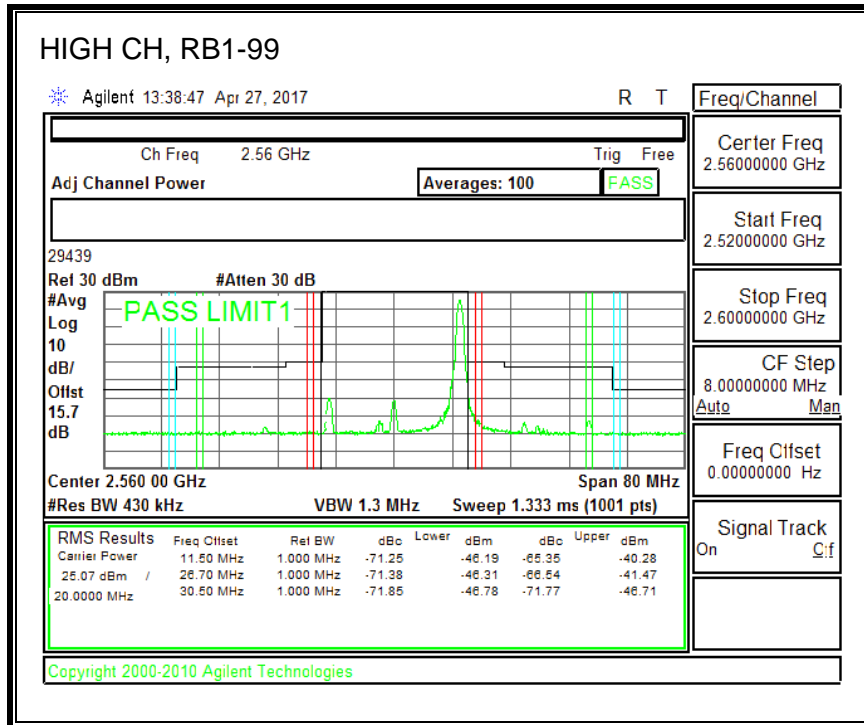 HIGH CH, RB1-99
Agilent 13:38:47 Apr 27, 2017 R T
Freq/Channel
Ch Freq 2.56 GHz Trig Free
Adj Channel Power Averages: 100 PASS
29439
Ref 30 dBm #Atten 30 dB
#Avg
Log
10
dB/
Offst
15.7
dB
PASS LIMIT1
Center 2.560 00 GHz Span 80 MHz
#Res BW 430 kHz VBW 1.3 MHz Sweep 1.333 ms (1001 pts)
RMS Results Freq Offset Ref BW dBc Lower dBm dBc Upper dBm
Carrier Power 11.50 MHz 1.000 MHz -71.25 -46.19 -65.35 -40.28
25.07 dBm / 26.70 MHz 1.000 MHz -71.38 -46.31 -66.54 -41.47
20.0000 MHz 30.50 MHz 1.000 MHz -71.85 -46.78 -71.77 -46.71
Center Freq
2.56000000 GHz
Start Freq
2.52000000 GHz
Stop Freq
2.60000000 GHz
CF Step
8.00000000 MHz
Auto Man
Freq Offset
0.00000000 Hz
Signal Track
On Off
Copyright 2000-2010 Agilent Technologies